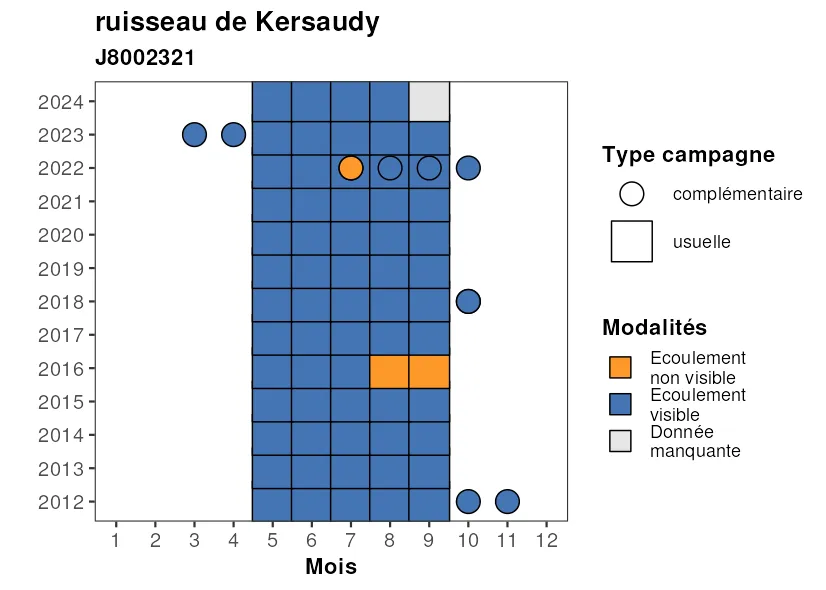 ruisseau de Kersaudy
J8002321
2024
2023
2022
2021
2020
2019
2018
2017
2016
2015
2014
2013
2012
1 2 3 4 5 6 7 8 9 10 11 12
Mois
Type campagne
complémentaire
usuelle
Modalités
Ecoulement
non visible
Ecoulement
visible
Donnée
manquante